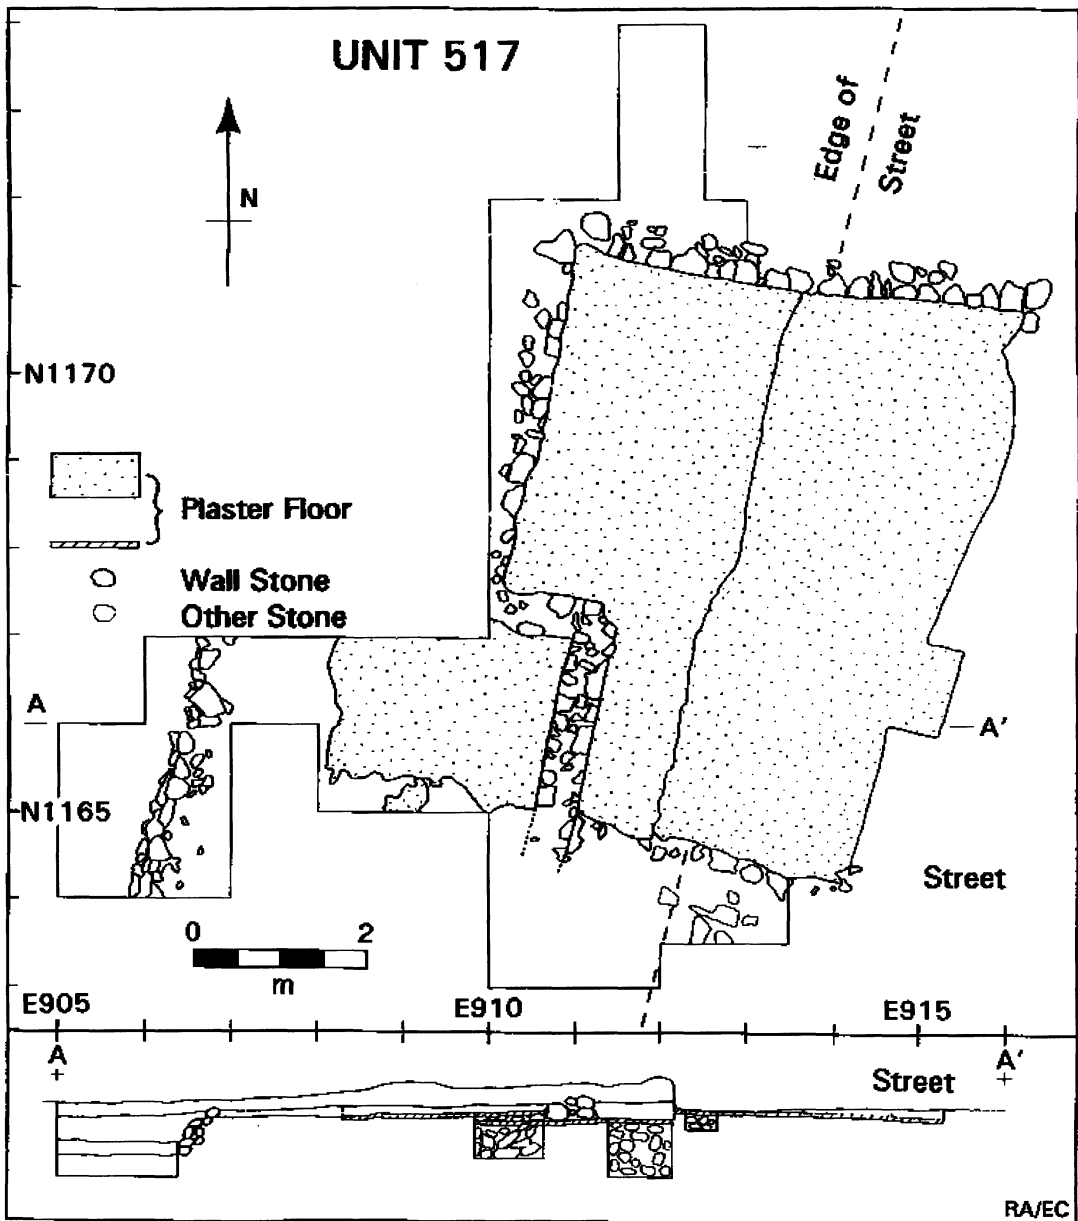 UNIT 517
Edge of
Street
N
N1170
Plaster Floor
Wall Stone
Other Stone
A
A'
N1165
Street
0 2
m
E905 E910 E915
A A'
Street
RA/EC